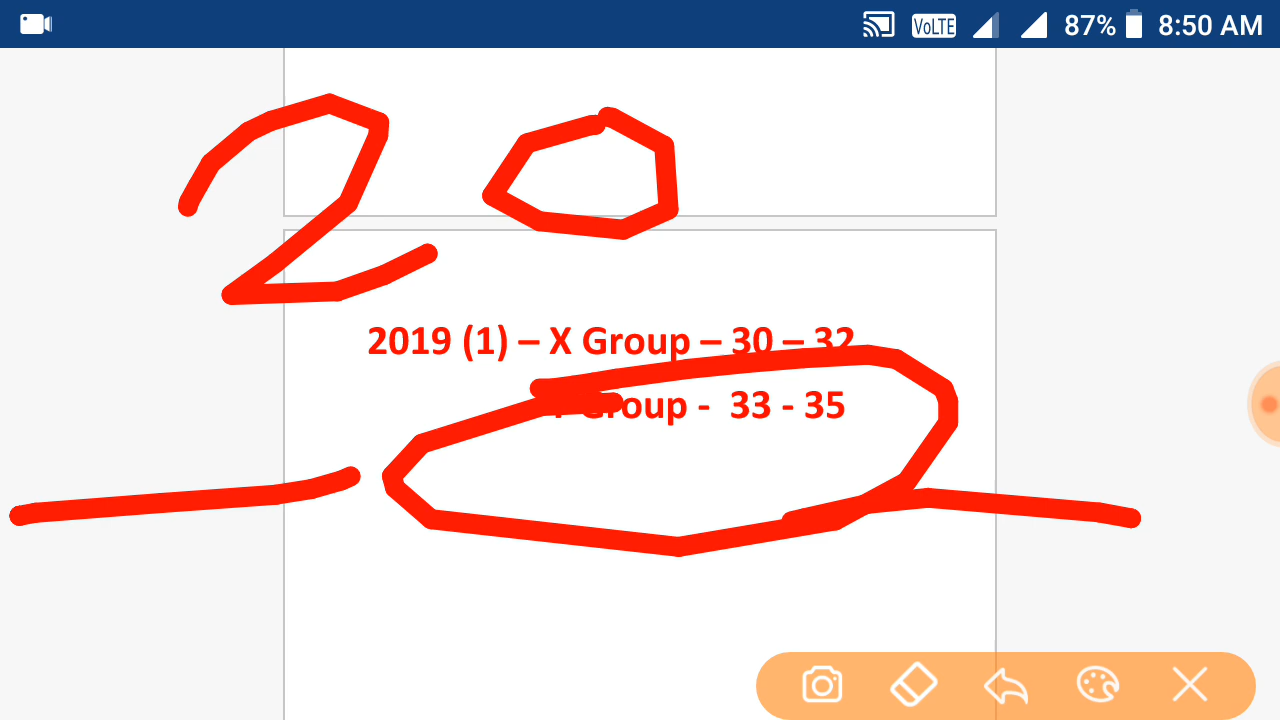 VoLTE 87% 8:50 AM
20
2019 (1) – X Group – 30 – 32
Group - 33 - 35